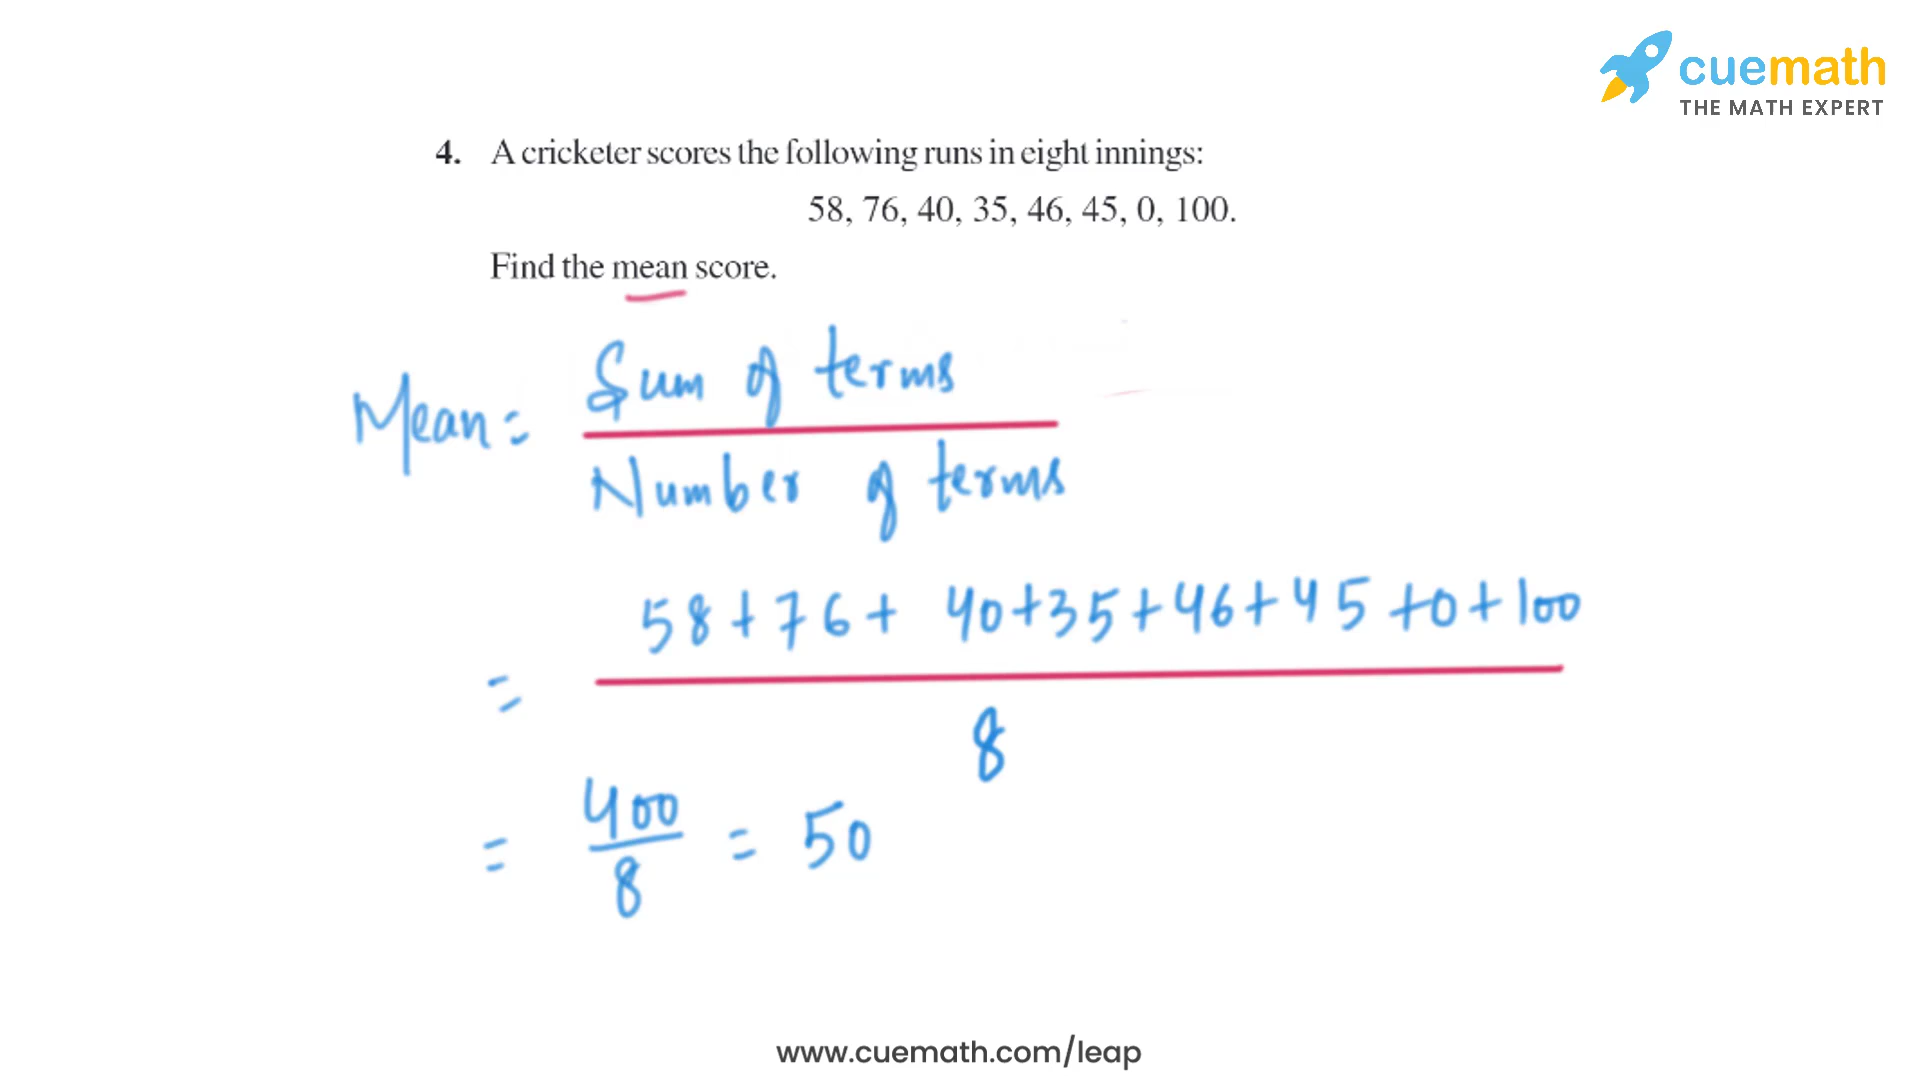 cuemath
THE MATH EXPERT
4. A cricketer scores the following runs in eight innings:
58, 76, 40, 35, 46, 45, 0, 100.
Find the mean score.
Mean = Sum of terms
Number of terms
= 58+76+ 40+35+46+45+0+100
8
= 400
8
= 50
www.cuemath.com/leap